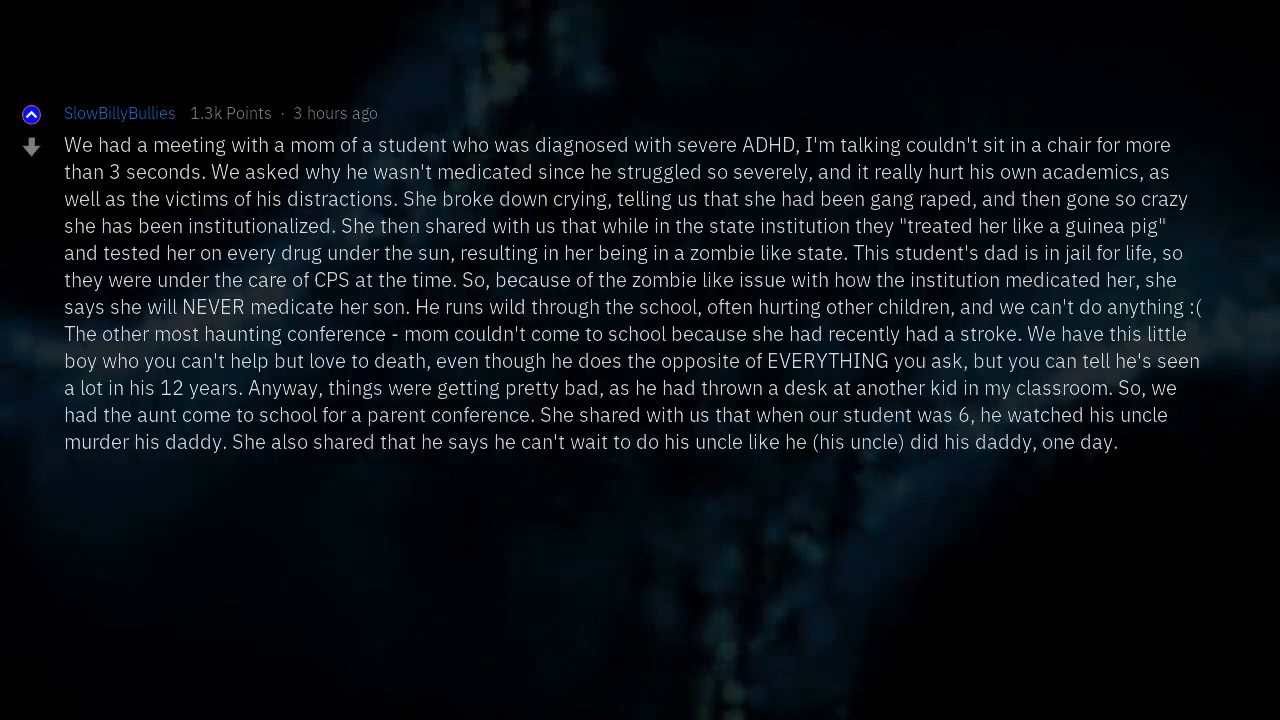 SlowBillyBullies 1.3k Points · 3 hours ago
We had a meeting with a mom of a student who was diagnosed with severe ADHD, I'm talking couldn't sit in a chair for more
than 3 seconds. We asked why he wasn't medicated since he struggled so severely, and it really hurt his own academics, as
well as the victims of his distractions. She broke down crying, telling us that she had been gang raped, and then gone so crazy
she has been institutionalized. She then shared with us that while in the state institution they "treated her like a guinea pig"
and tested her on every drug under the sun, resulting in her being in a zombie like state. This student's dad is in jail for life, so
they were under the care of CPS at the time. So, because of the zombie like issue with how the institution medicated her, she
says she will NEVER medicate her son. He runs wild through the school, often hurting other children, and we can't do anything :(
The other most haunting conference - mom couldn't come to school because she had recently had a stroke. We have this little
boy who you can't help but love to death, even though he does the opposite of EVERYTHING you ask, but you can tell he's seen
a lot in his 12 years. Anyway, things were getting pretty bad, as he had thrown a desk at another kid in my classroom. So, we
had the aunt come to school for a parent conference. She shared with us that when our student was 6, he watched his uncle
murder his daddy. She also shared that he says he can't wait to do his uncle like he (his uncle) did his daddy, one day.